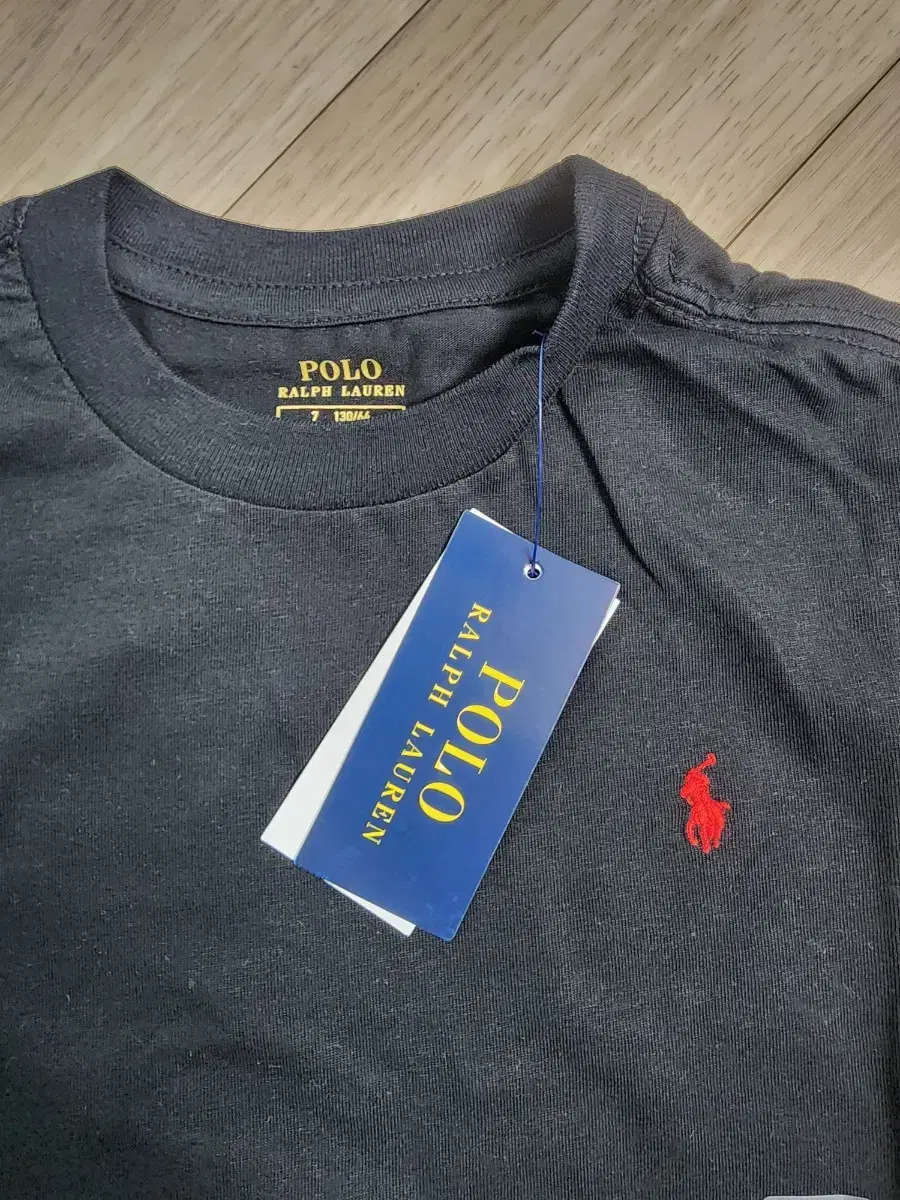 POLO
RALPH LAUREN
7 130/64
POLO
RALPH LAUREN